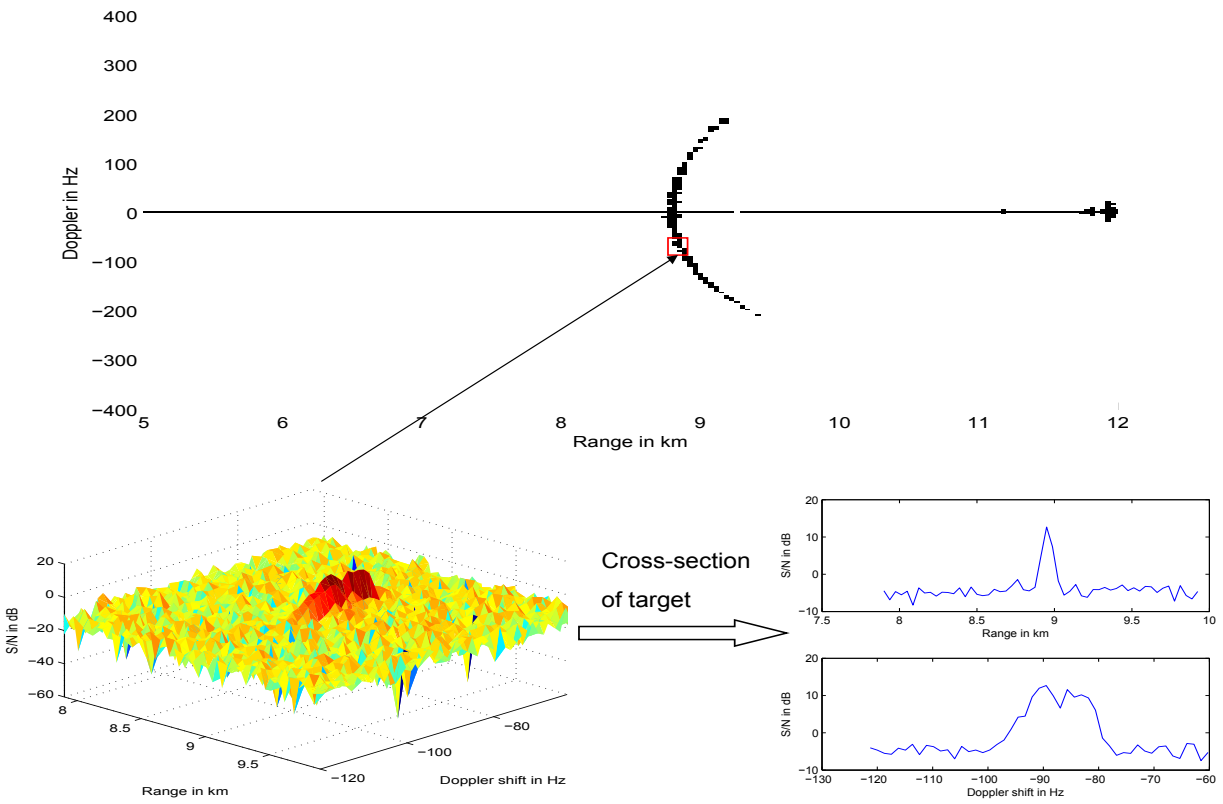 400
300
200
100
0
−100
−200
−300
−400
Doppler in Hz
5 6 7 8 9 10 11 12
Range in km
20
0
−20
−40
−60
S/N in dB
8
8.5
9
9.5
Range in km
−120
−100
−80
Doppler shift in Hz
Cross-section
of target
20
10
0
−10
S/N in dB
7.5 8 8.5 9 9.5 10
Range in km
20
10
0
−10
S/N in dB
−130 −120 −110 −100 −90 −80 −70 −60
Doppler shift in Hz